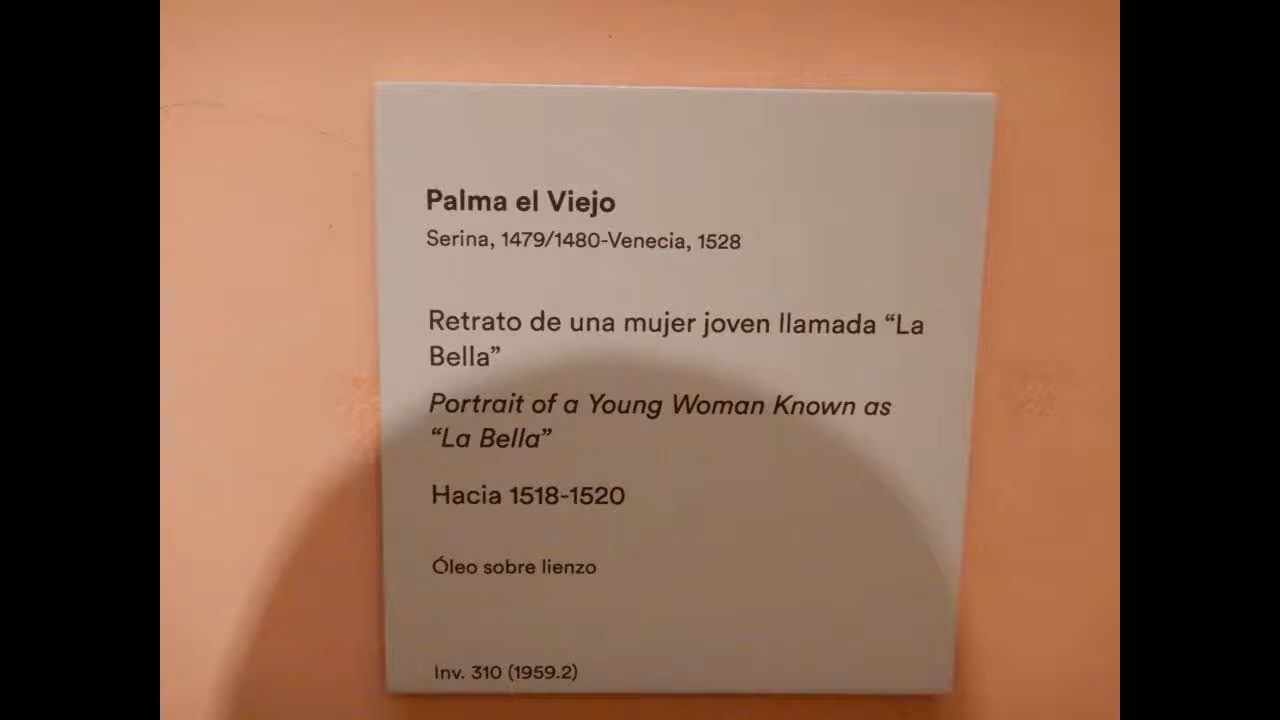 Palma el Viejo
Serina, 1479/1480-Venecia, 1528
Retrato de una mujer joven llamada “La
Bella”
Portrait of a Young Woman Known as
“La Bella”
Hacia 1518-1520
Óleo sobre lienzo
Inv. 310 (1959.2)